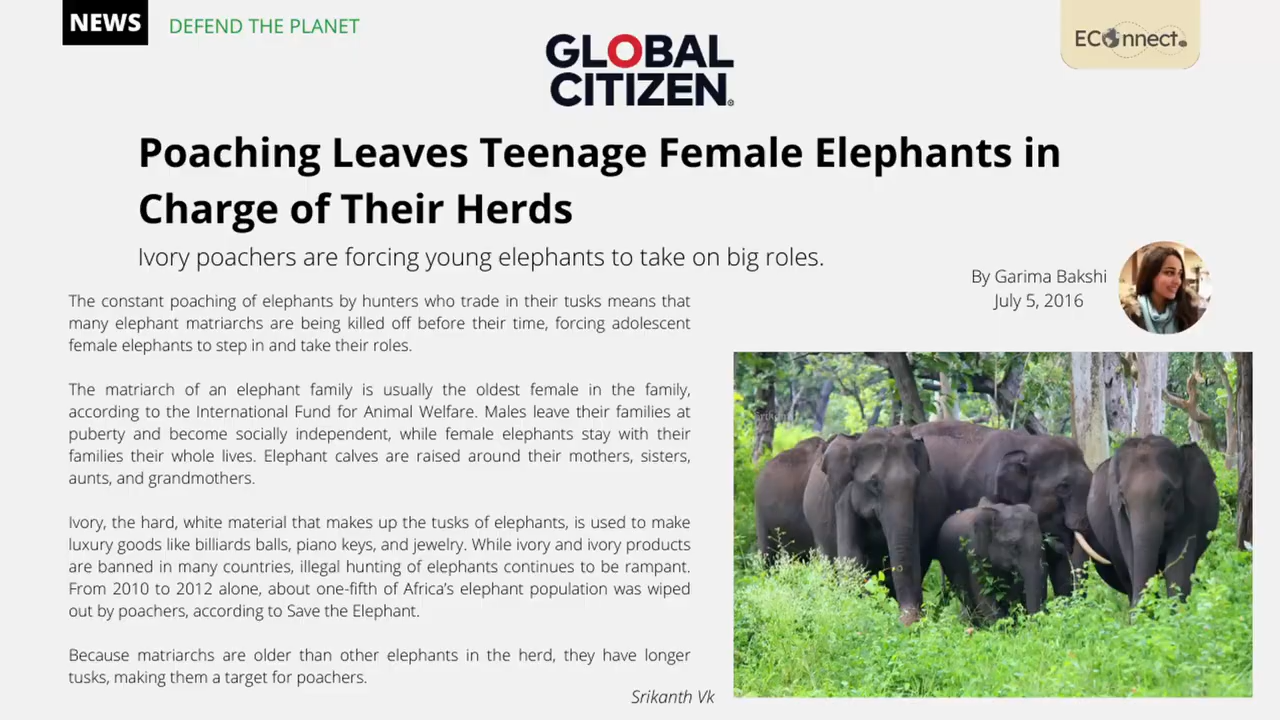 NEWS
DEFEND THE PLANET
GLOBAL
CITIZEN
ECOnnect
Poaching Leaves Teenage Female Elephants in
Charge of Their Herds
Ivory poachers are forcing young elephants to take on big roles.
By Garima Bakshi
July 5, 2016
The constant poaching of elephants by hunters who trade in their tusks means that
many elephant matriarchs are being killed off before their time, forcing adolescent
female elephants to step in and take their roles.
The matriarch of an elephant family is usually the oldest female in the family,
according to the International Fund for Animal Welfare. Males leave their families at
puberty and become socially independent, while female elephants stay with their
families their whole lives. Elephant calves are raised around their mothers, sisters,
aunts, and grandmothers.
Ivory, the hard, white material that makes up the tusks of elephants, is used to make
luxury goods like billiards balls, piano keys, and jewelry. While ivory and ivory products
are banned in many countries, illegal hunting of elephants continues to be rampant.
From 2010 to 2012 alone, about one-fifth of Africa’s elephant population was wiped
out by poachers, according to Save the Elephant.
Because matriarchs are older than other elephants in the herd, they have longer
tusks, making them a target for poachers.
Srikanth Vk